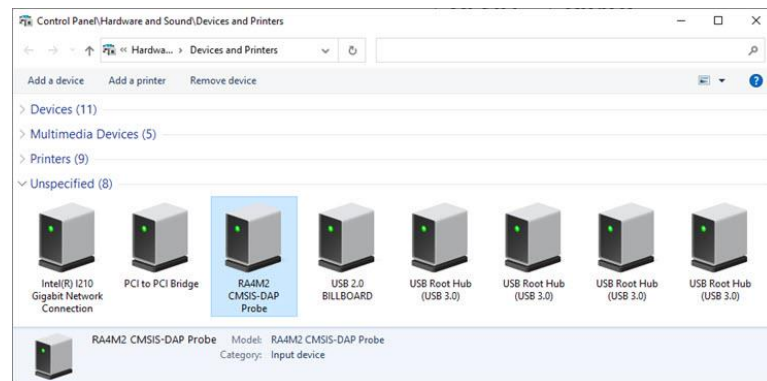 Control Panel\Hardware and Sound\Devices and Printers
« Hardwa... › Devices and Printers
Add a device Add a printer Remove device
Devices (11)
Multimedia Devices (5)
Printers (9)
Unspecified (8)
Intel(R) I210
Gigabit Network
Connection
PCI to PCI Bridge
RA4M2
CMSIS-DAP
Probe
USB 2.0
BILLBOARD
USB Root Hub
(USB 3.0)
USB Root Hub
(USB 3.0)
USB Root Hub
(USB 3.0)
USB Root Hub
(USB 3.0)
RA4M2 CMSIS-DAP Probe Model: RA4M2 CMSIS-DAP Probe
Category: Input device